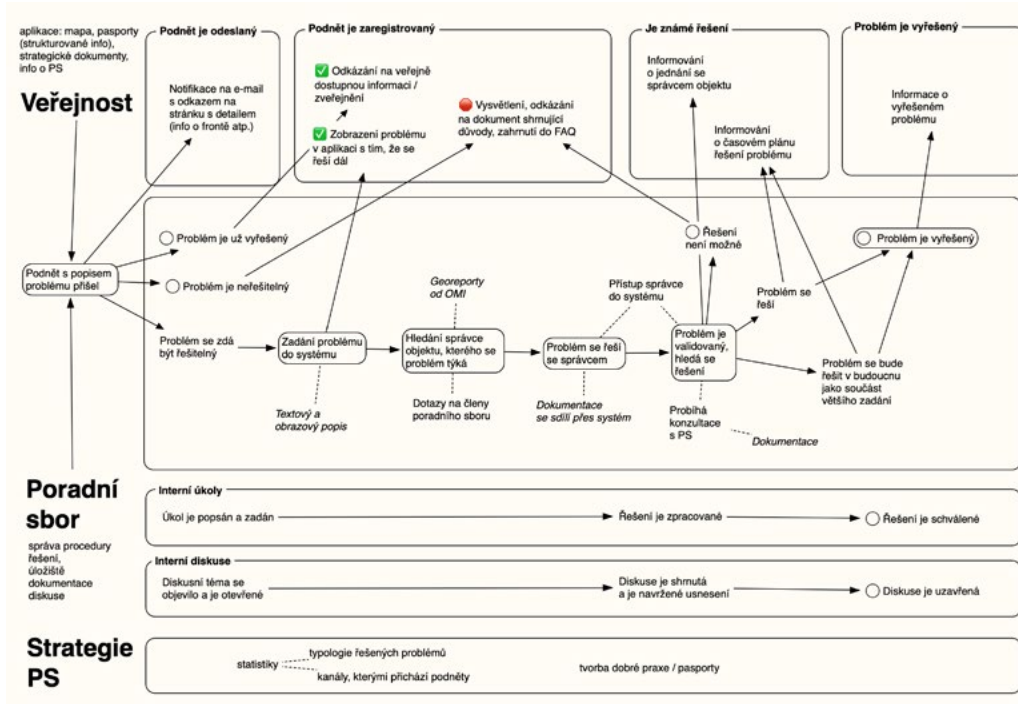 aplikace: mapa, pasporty
(strukturované info),
strategické dokumenty,
info o PS
Veřejnost
Podnět je odeslaný
Notifikace na e-mail
s odkazem na
stránku s detailem
(info o frontě atp.)
Podnět je zaregistrovaný
Odkázání na veřejně
dostupnou informaci /
zveřejnění
Zobrazení problému
v aplikaci s tím, že se
řeší dál
Vysvětlení, odkázání
na dokument shrnující
důvody, zahrnutí do FAQ
Je známé řešení
Informování
o jednání se
správcem objektu
Informování
o časovém plánu
řešení problému
Problém je vyřešený
Informace o
vyřešeném
problému
Podnět s popisem
problému přišel
Problém je už vyřešený
Problém je neřešitelný
Problém se zdá
být řešitelný
Zadání problému
do systému
Textový a
obrazový popis
Georeporty
od OMI
Hledání správce
objektu, kterého se
problém týká
Dotazy na členy
poradního sboru
Problém se řeší
se správcem
Dokumentace
se sdílí přes systém
Přístup správce
do systému
Řešení
není možné
Problém je
validovaný,
hledá se
řešení
Probíhá
konzultace
s PS
Dokumentace
Problém se
řeší
Problém je vyřešený
Problém se bude
řešit v budoucnu
jako součást
většího zadání
Poradní
sbor
správa procedury
řešení,
úložiště
dokumentace
diskuse
Interní úkoly
Úkol je popsán a zadán
Řešení je zpracované
Řešení je schválené
Interní diskuse
Diskusní téma se
objevilo a je otevřené
Diskuse je shrnutá
a je navržené usnesení
Diskuse je uzavřená
Strategie
PS
statistiky
typologie řešených problémů
kanály, kterými přichází podněty
tvorba dobré praxe / pasporty